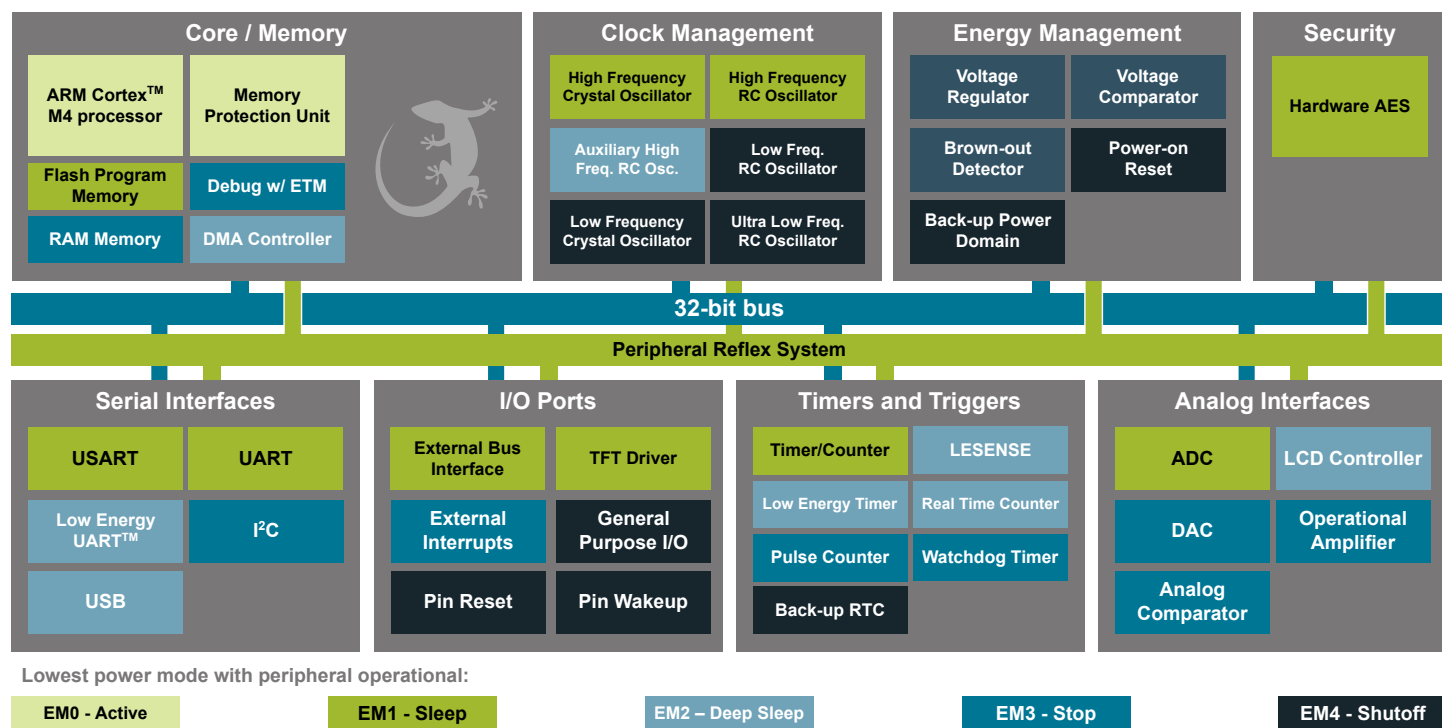 Core / Memory
ARM Cortex™
M4 processor
Memory
Protection Unit
Flash Program
Memory
Debug w/ ETM
RAM Memory
DMA Controller
Clock Management
High Frequency
Crystal Oscillator
High Frequency
RC Oscillator
Auxiliary High
Freq. RC Osc.
Low Freq.
RC Oscillator
Low Frequency
Crystal Oscillator
Ultra Low Freq.
RC Oscillator
Energy Management
Voltage
Regulator
Voltage
Comparator
Brown-out
Detector
Power-on
Reset
Back-up Power
Domain
Security
Hardware AES
32-bit bus
Peripheral Reflex System
Serial Interfaces
USART
UART
Low Energy
UART™
I²C
USB
I/O Ports
External Bus
Interface
TFT Driver
External
Interrupts
General
Purpose I/O
Pin Reset
Pin Wakeup
Timers and Triggers
Timer/Counter
LESENSE
Low Energy Timer
Real Time Counter
Pulse Counter
Watchdog Timer
Back-up RTC
Analog Interfaces
ADC
LCD Controller
DAC
Operational
Amplifier
Analog
Comparator
Lowest power mode with peripheral operational:
EM0 - Active
EM1 - Sleep
EM2 – Deep Sleep
EM3 - Stop
EM4 - Shutoff